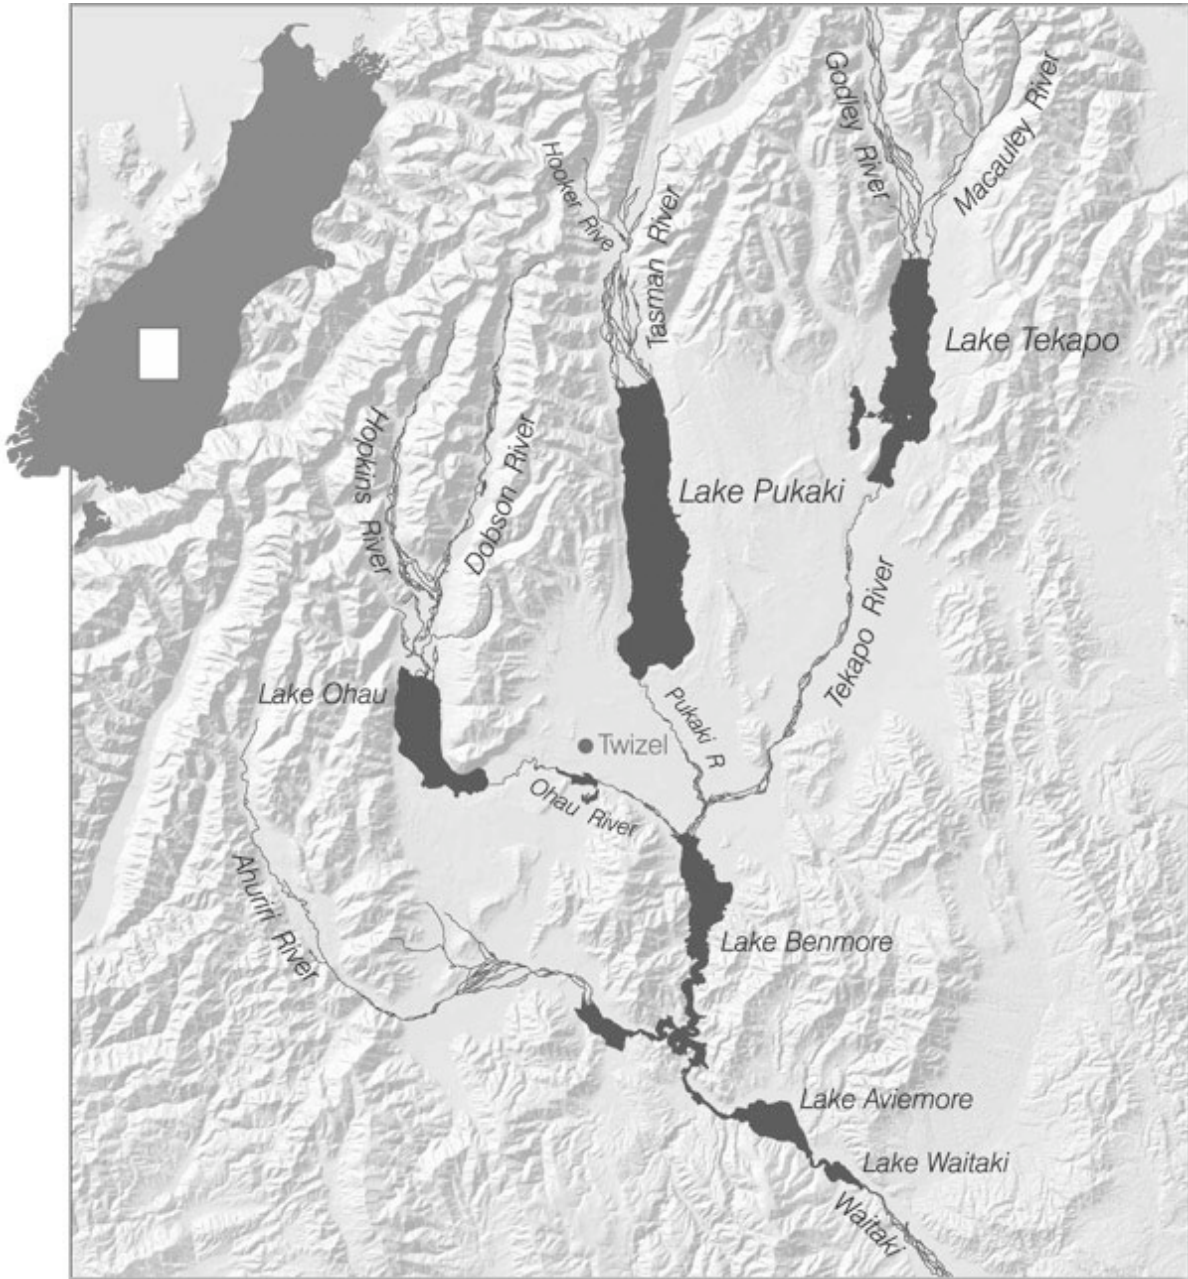 Godley River
Macauley River
Hooker Rive
Tasman River
Lake Tekapo
Hopkins River
Dobson River
Lake Pukaki
Tekapo River
Lake Ohau
Pukaki R
Twizel
Ohau River
Ahuriri River
Lake Benmore
Lake Aviemore
Lake Waitaki
Waitaki